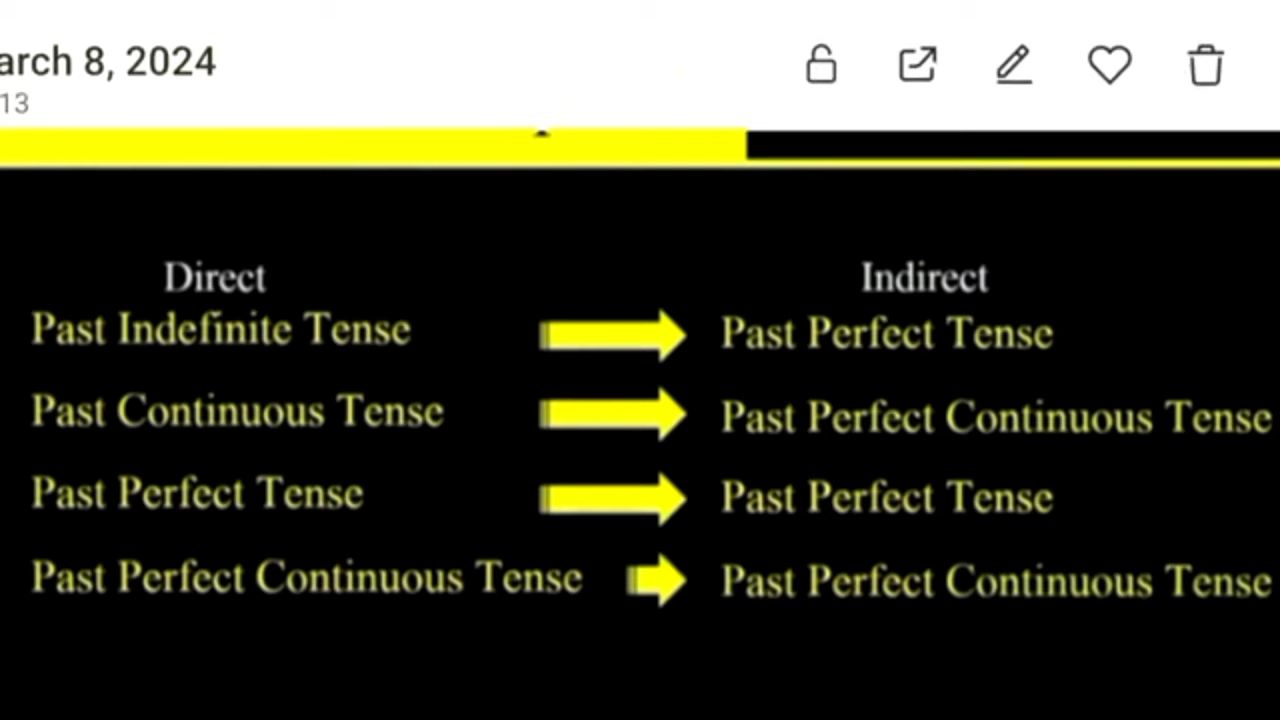 arch 8, 2024
13
Direct Indirect
Past Indefinite Tense Past Perfect Tense
Past Continuous Tense Past Perfect Continuous Tense
Past Perfect Tense Past Perfect Tense
Past Perfect Continuous Tense Past Perfect Continuous Tense